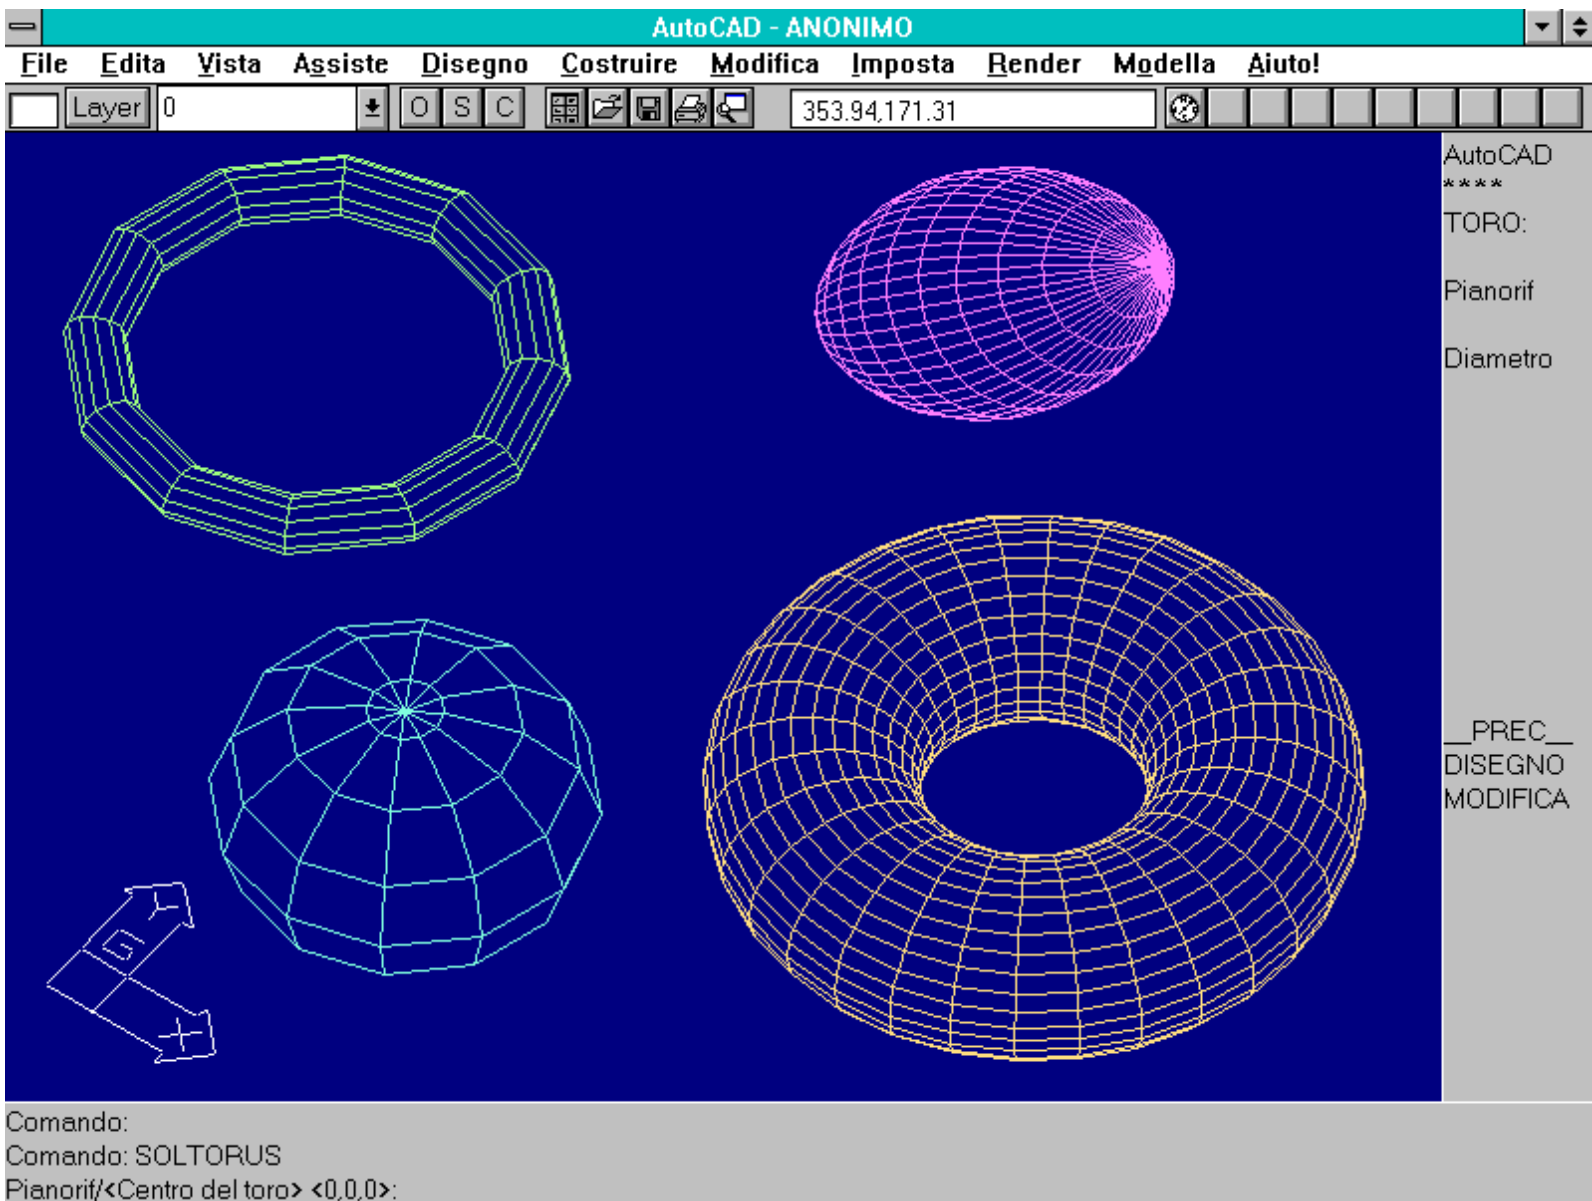 AutoCAD - ANONIMO
File Edita Vista Assiste Disegno Costruire Modifica Imposta Render Modella Aiuto!
Layer 0 O S C 353.94,171.31
AutoCAD
****
TORO:
Pianorif
Diametro
__PREC__
DISEGNO
MODIFICA
Y
G
X
Comando:
Comando: SOLTORUS
Pianorif/<Centro del toro> <0,0,0>: